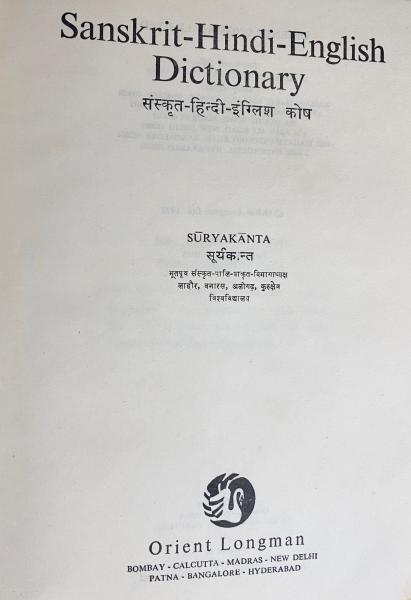 Sanskrit-Hindi-English
Dictionary
संस्कृत-हिन्दी-इंग्लिश कोष
SŪRYAKĀNTA
सूर्यक.न्त
भूतपूर्व संस्कृत-पालि-प्राकृत-विभागाध्यक्ष
लाहौर, बनारस, अलीगढ़, कुरुक्षेत्र
विश्वविद्यालय
Orient Longman
BOMBAY - CALCUTTA - MADRAS - NEW DELHI
PATNA - BANGALORE - HYDERABAD